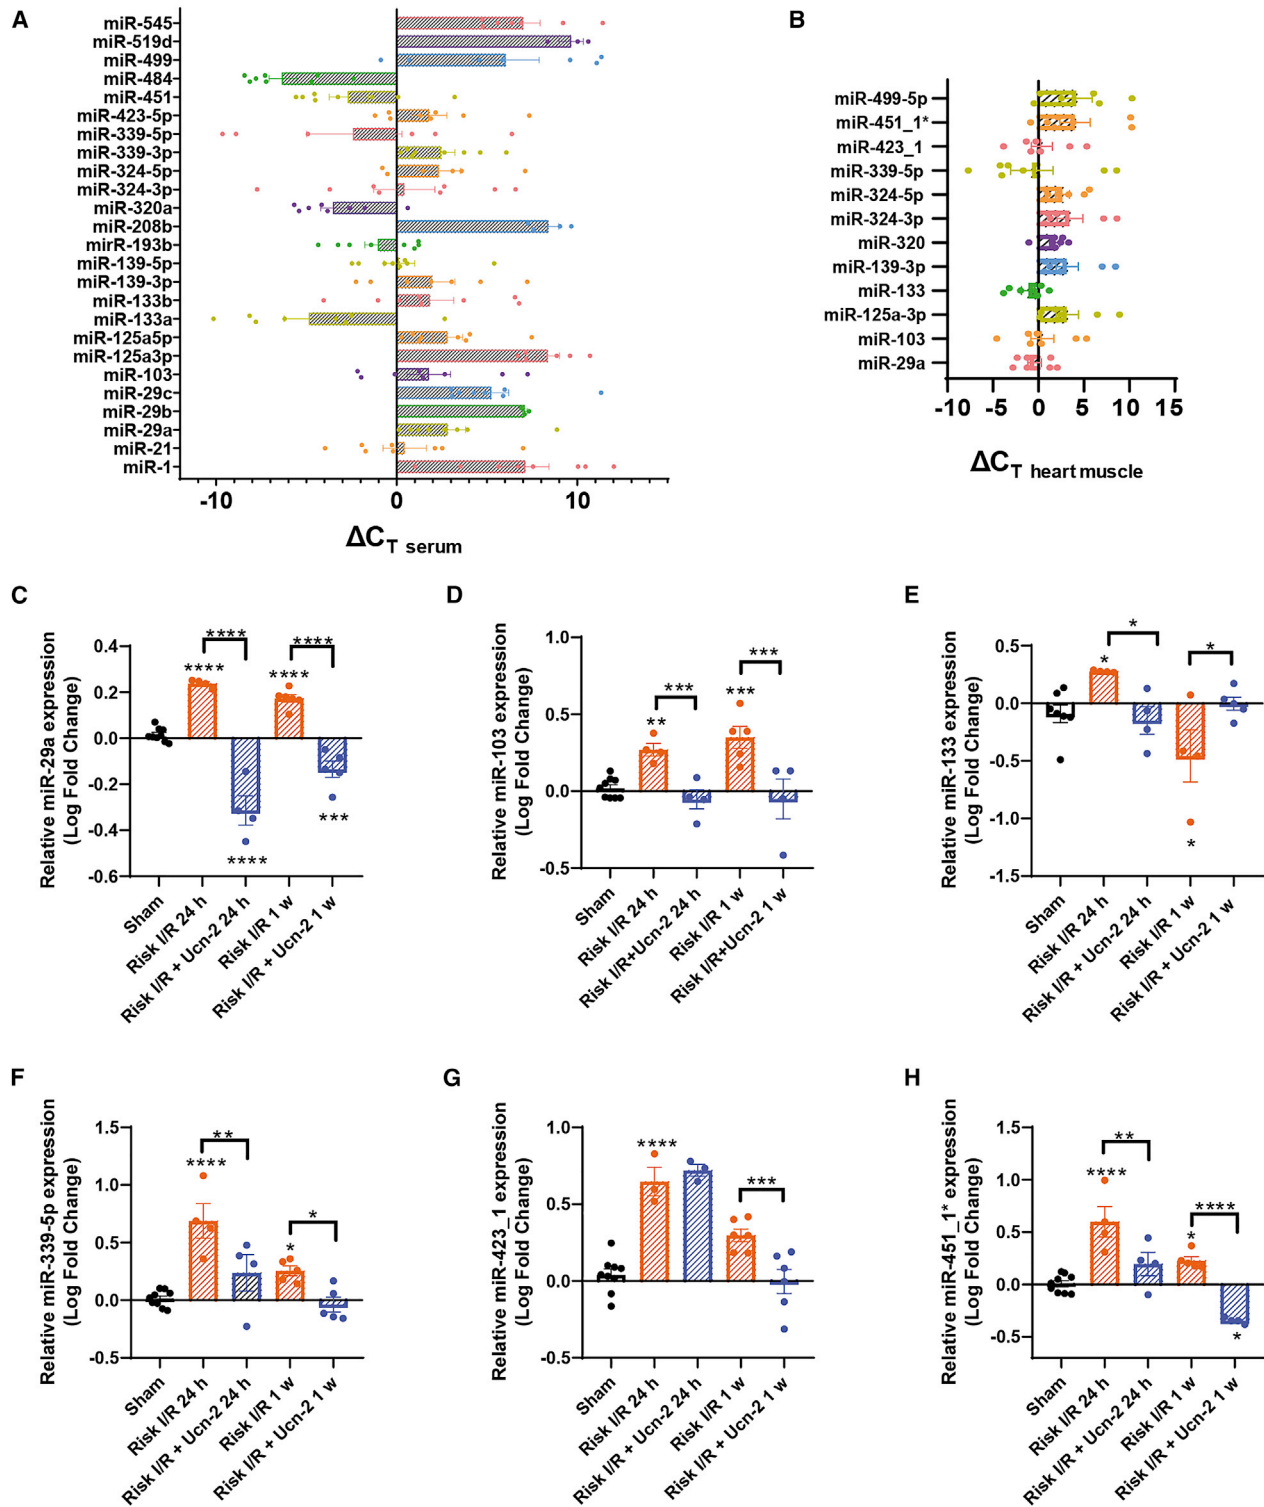 A
miR-545
miR-519d
miR-499
miR-484
miR-451
miR-423-5p
miR-339-5p
miR-339-3p
miR-324-5p
miR-324-3p
miR-320a
miR-208b
mirR-193b
miR-139-5p
miR-139-3p
miR-133b
miR-133a
miR-125a5p
miR-125a3p
miR-103
miR-29c
miR-29b
miR-29a
miR-21
miR-1
-10 0 10
ΔCT serum
B
miR-499-5p
miR-451_1*
miR-423_1
miR-339-5p
miR-324-5p
miR-324-3p
miR-320
miR-139-3p
miR-133
miR-125a-3p
miR-103
miR-29a
-10 -5 0 5 10 15
ΔCT heart muscle
C
Relative miR-29a expression
(Log Fold Change)
0.4
0.2
0.0
-0.2
-0.4
-0.6
**** ****
**** ****
**** ***
Sham
Risk I/R 24 h
Risk I/R + Ucn-2 24 h
Risk I/R 1 w
Risk I/R + Ucn-2 1 w
D
Relative miR-103 expression
(Log Fold Change)
1.0
0.5
0.0
-0.5
*** ***
** ***
Sham
Risk I/R 24 h
Risk I/R+Ucn-2 24 h
Risk I/R 1 w
Risk I/R+Ucn-2 1 w
E
Relative miR-133 expression
(Log Fold Change)
0.5
0.0
-0.5
-1.0
-1.5
* *
* *
Sham
Risk I/R 24 h
Risk I/R + Ucn-2 24 h
Risk I/R 1 w
Risk I/R + Ucn-2 1 w
F
Relative miR-339-5p expression
(Log Fold Change)
1.5
1.0
0.5
0.0
-0.5
** *
**** *
Sham
Risk I/R 24 h
Risk I/R + Ucn-2 24 h
Risk I/R 1 w
Risk I/R + Ucn-2 1 w
G
Relative miR-423_1 expression
(Log Fold Change)
1.0
0.5
0.0
-0.5
**** ***
Sham
Risk I/R 24 h
Risk I/R + Ucn-2 24 h
Risk I/R 1 w
Risk I/R + Ucn-2 1 w
H
Relative miR-451_1* expression
(Log Fold Change)
1.5
1.0
0.5
0.0
-0.5
** ****
**** * *
Sham
Risk I/R 24 h
Risk I/R + Ucn-2 24 h
Risk I/R 1 w
Risk I/R + Ucn-2 1 w